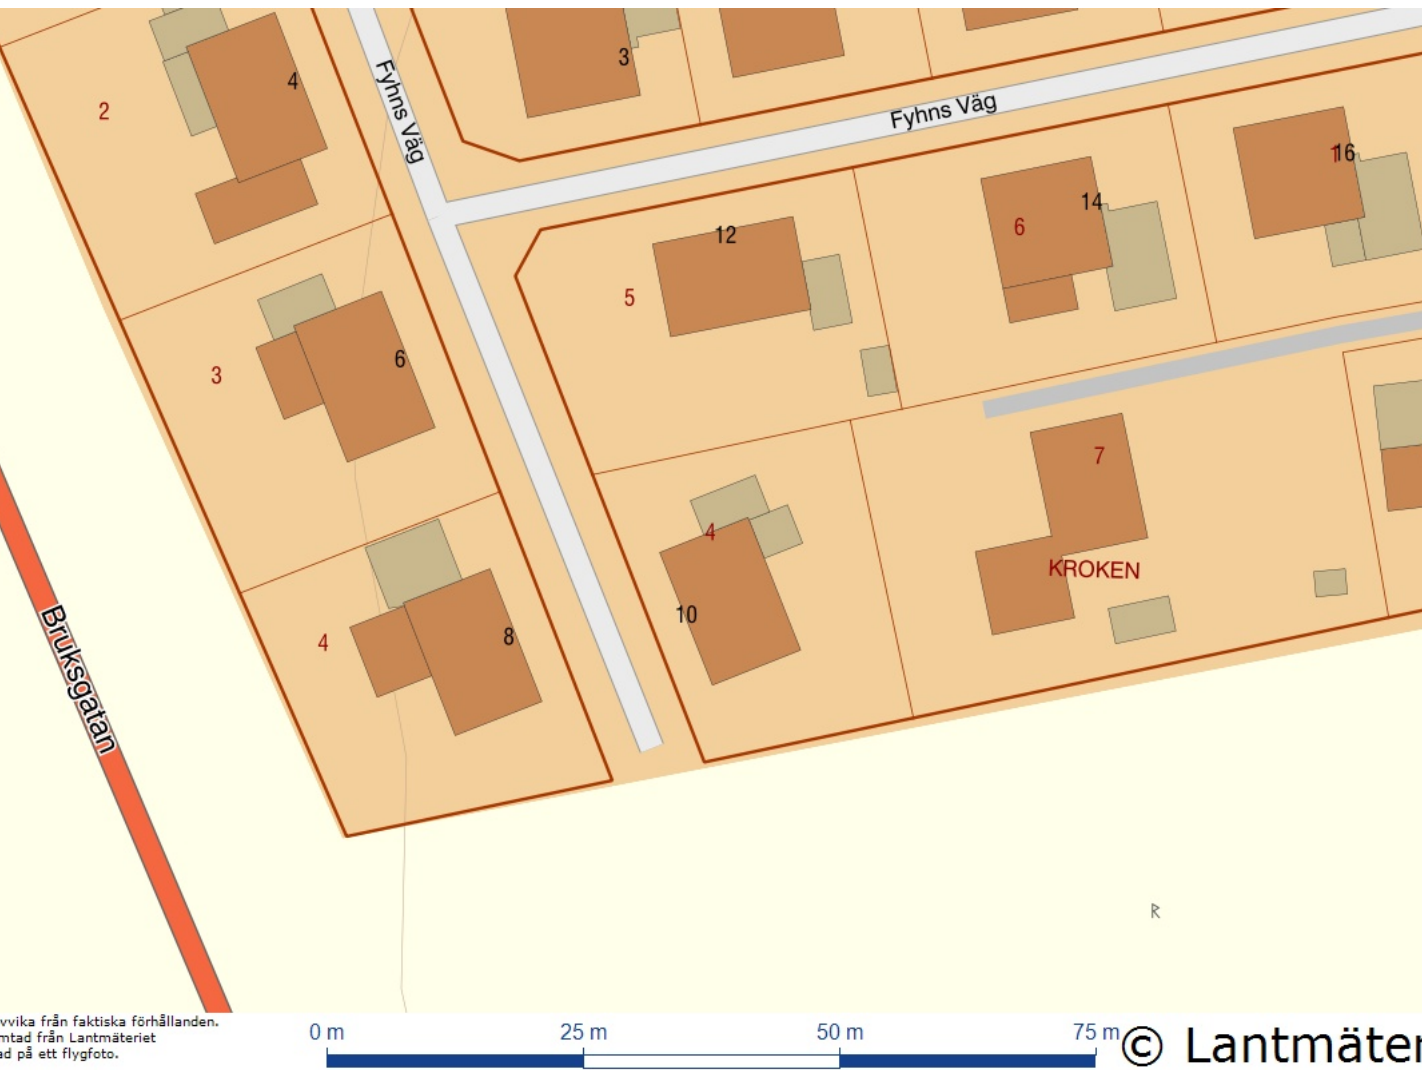 4
2
Fyhns Väg
3
Fyhns Väg
16
1
14
6
12
5
6
3
7
4
KROKEN
10
8
4
Bruksgatan
R
vvika från faktiska förhållanden.
mtad från Lantmäteriet
ad på ett flygfoto.
0 m 25 m 50 m 75 m
© Lantmäter